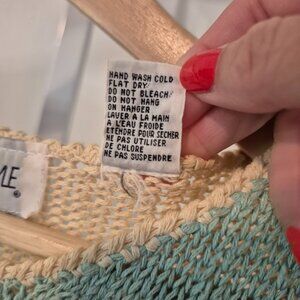 HAND WASH COLD
FLAT DRY
DO NOT BLEACH
DO NOT HANG
ON HANGER
LAVER A LA MAIN
A L'EAU FROIDE
ETENDRE POUR SECHER
NE PAS UTILISER
DE CHLORE
NE PAS SUSPENDRE